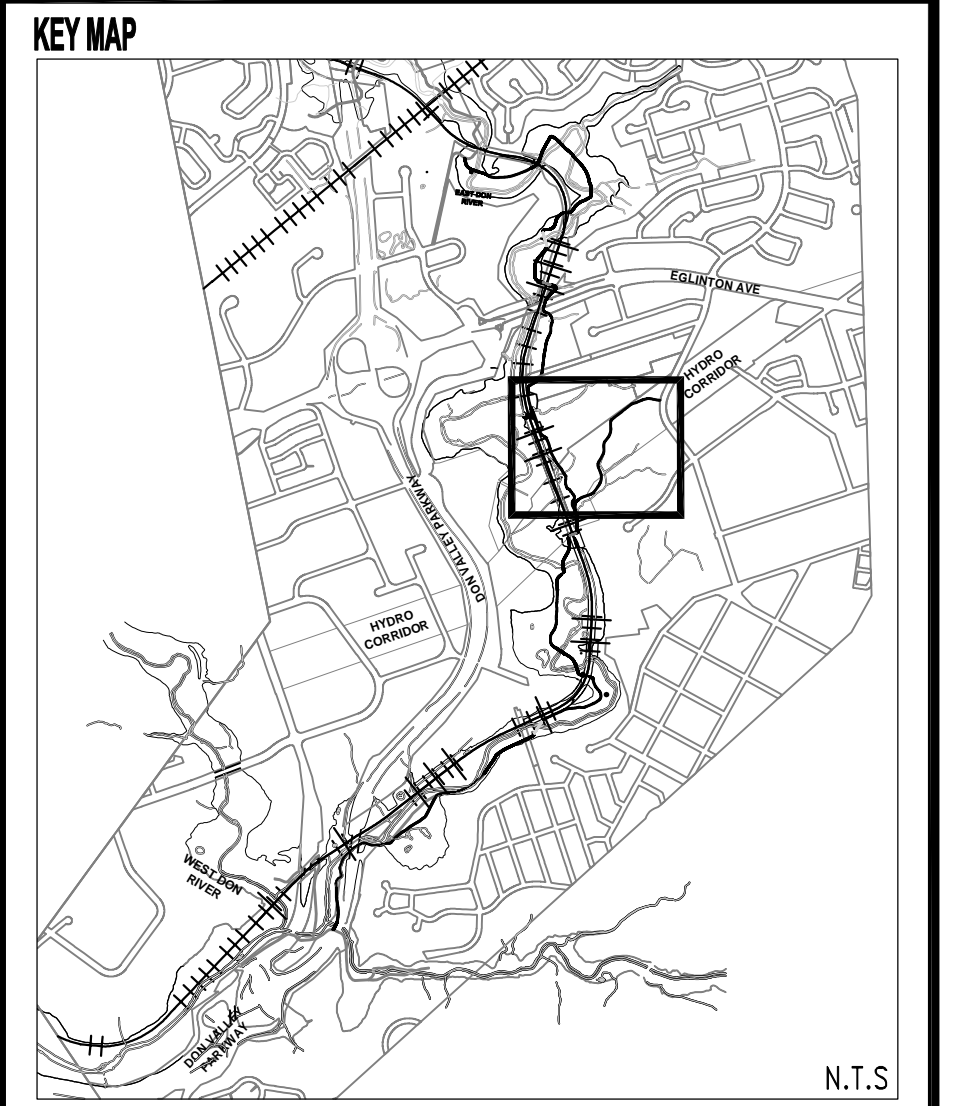 KEY MAP
EAST DON
RIVER
EGLINTON AVE
HYDRO
CORRIDOR
DON VALLEY PARKWAY
HYDRO
CORRIDOR
WEST DON
RIVER
DON VALLEY
PARKWAY
N.T.S